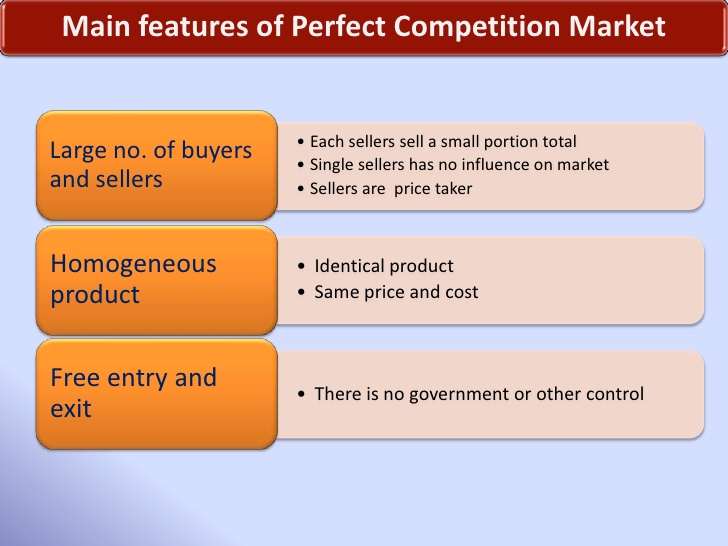 Main features of Perfect Competition Market
Large no. of buyers
and sellers
• Each sellers sell a small portion total
• Single sellers has no influence on market
• Sellers are  price taker
Homogeneous
product
• Identical product
• Same price and cost
Free entry and
exit
• There is no government or other control